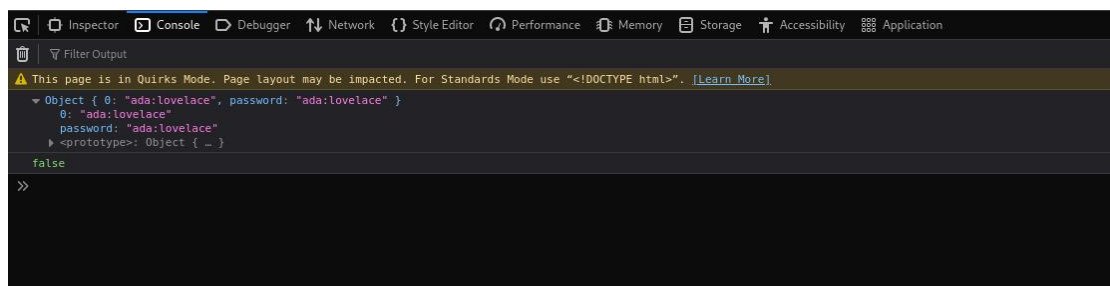 Inspector Console Debugger Network Style Editor Performance Memory Storage Accessibility Application
Filter Output
This page is in Quirks Mode. Page layout may be impacted. For Standards Mode use “<!DOCTYPE html>”. [Learn More]
Object { 0: "ada:lovelace", password: "ada:lovelace" }
0: "ada:lovelace"
password: "ada:lovelace"
<prototype>: Object { … }
false